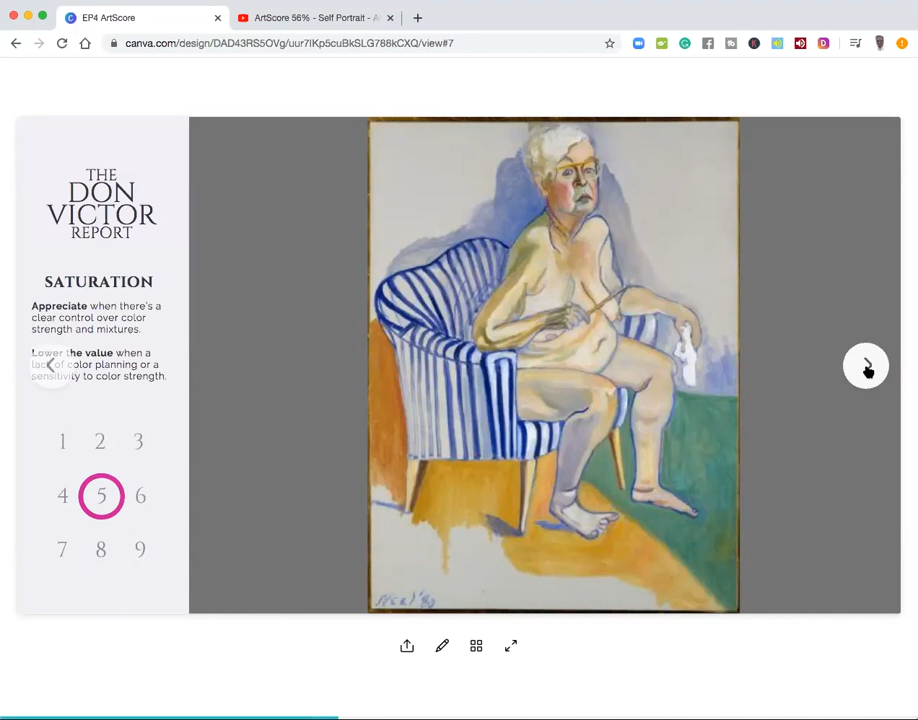 EP4 ArtScore
ArtScore 56% - Self Portrait - A
canva.com/design/DAD43RS5OVg/uur7IKp5cuBkSLG788kCXQ/view#7
THE
DON
VICTOR
REPORT
SATURATION
Appreciate when there's a
clear control over color
strength and mixtures.
Lower the value when a
lack of color planning or a
sensitivity to color strength.
1 2 3
4 5 6
7 8 9
Neel '80